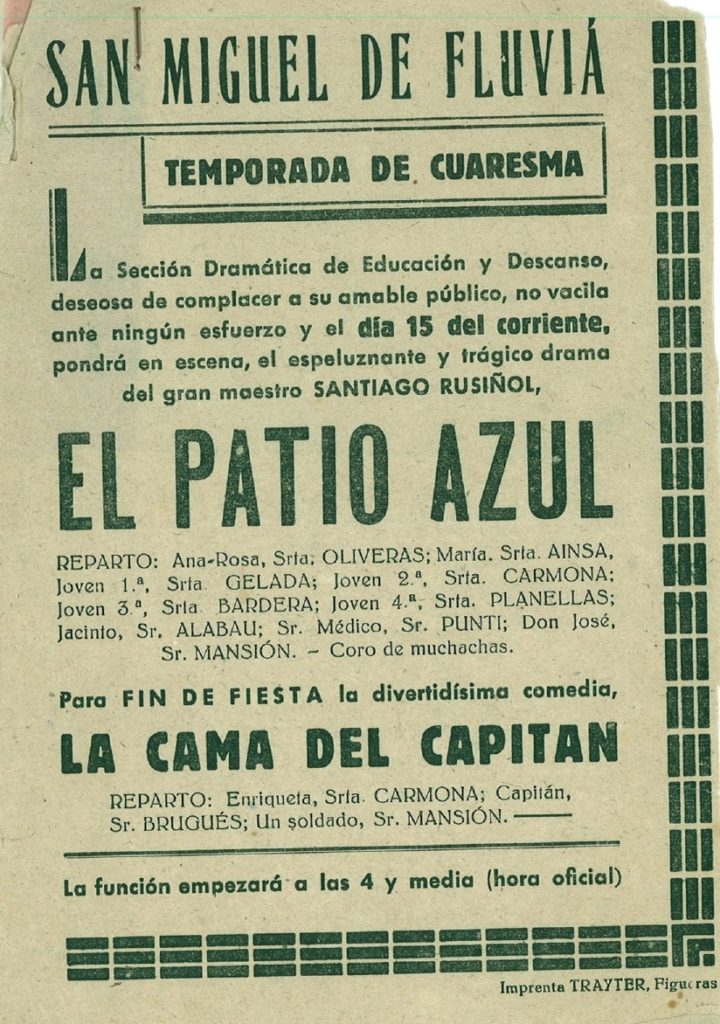 SAN MIGUEL DE FLUVIÁ
TEMPORADA DE CUARESMA
La Sección Dramática de Educación y Descanso,
deseosa de complacer a su amable público, no vacila
ante ningún esfuerzo y el día 15 del corriente,
pondrá en escena, el espeluznante y trágico drama
del gran maestro SANTIAGO RUSIÑOL,
EL PATIO AZUL
REPARTO: Ana-Rosa, Srta. OLIVERAS; María. Srta. AINSA,
Joven 1.ª, Srta. GELADA; Joven 2.ª, Srta. CARMONA;
Joven 3.ª, Srta. BARDERA; Joven 4.ª, Srta. PLANELLAS;
Jacinto, Sr. ALABAU; Sr. Médico, Sr. PUNTI; Don José,
Sr. MANSIÓN. - Coro de muchachas.
Para FIN DE FIESTA la divertidísima comedia,
LA CAMA DEL CAPITAN
REPARTO: Enriqueta, Srta. CARMONA; Capitán,
Sr. BRUGUÉS; Un soldado, Sr. MANSIÓN.
La función empezará a las 4 y media (hora oficial)
Imprenta TRAYTER, Figueras